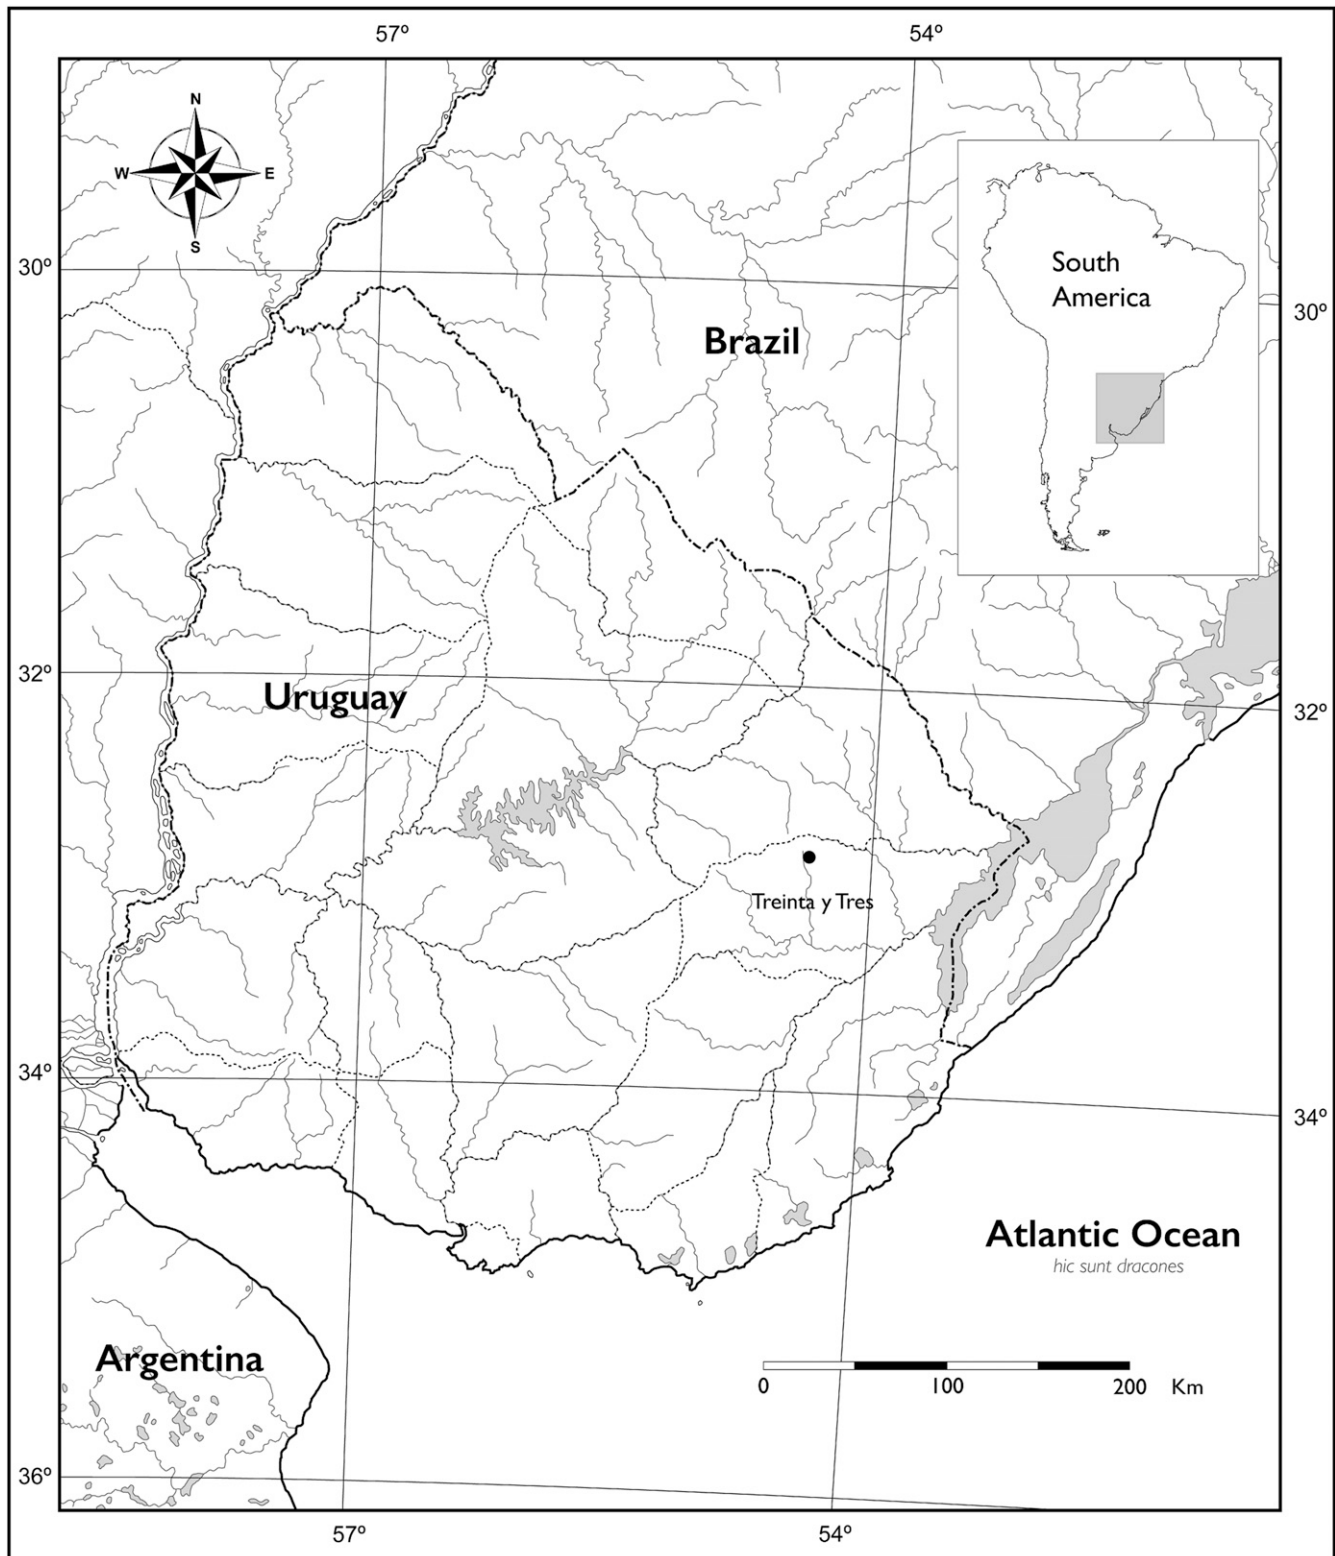 57º
54º
N
W
E
S
30º
South
America
30º
Brazil
32º
Uruguay
32º
Treinta y Tres
34º
34º
Atlantic Ocean
hic sunt dracones
Argentina
0
100
200
Km
36º
57º
54º